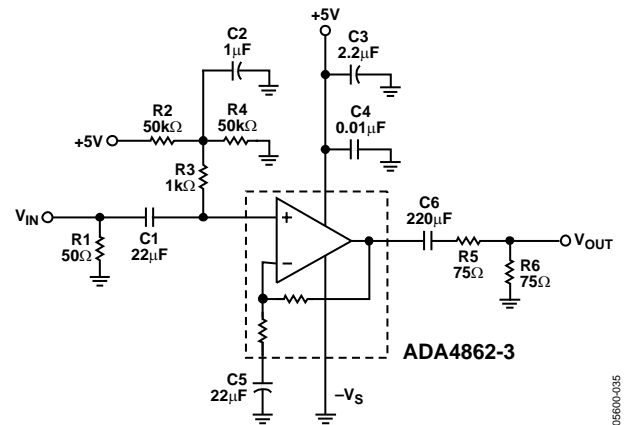 +5V
C2
1µF
C3
2.2µF
R2
50kΩ
R4
50kΩ
C4
0.01µF
+5V
R3
1kΩ
C6
220µF
VIN
+
VOUT
R1
50Ω
C1
22µF
R5
75Ω
R6
75Ω
–
ADA4862-3
C5
22µF
–VS
05600-035